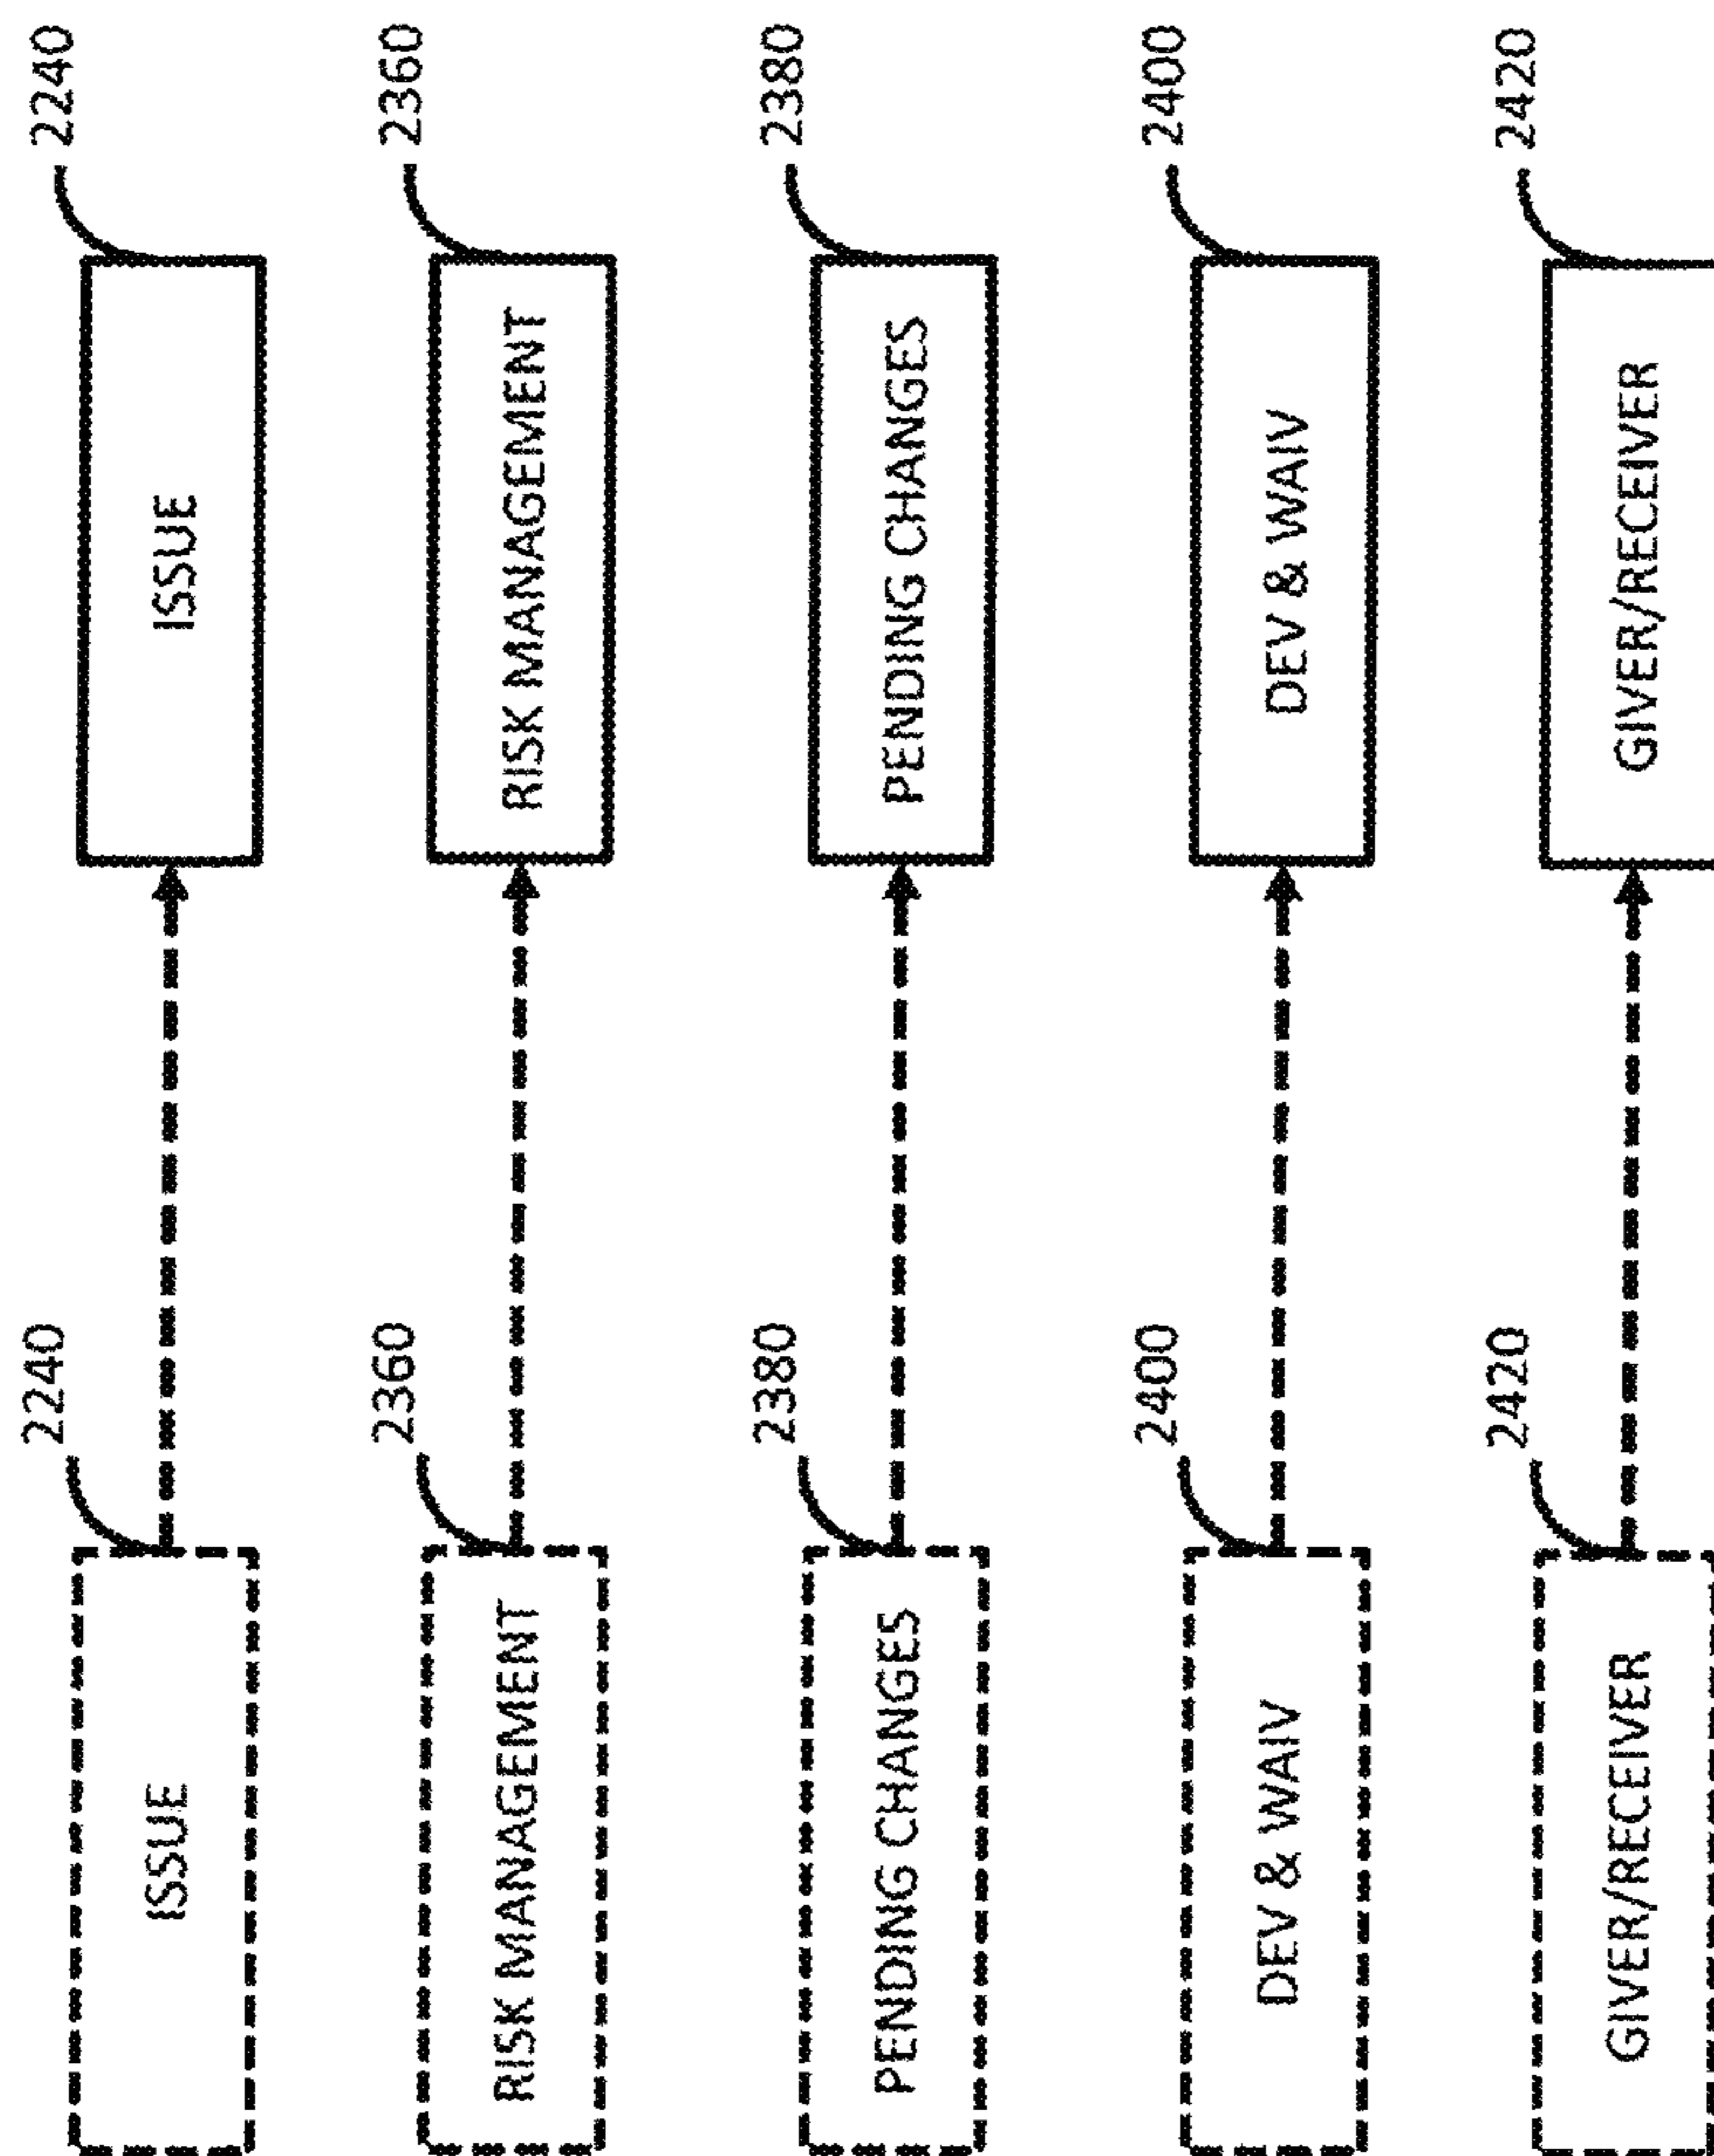 2240
ISSUE
2240
ISSUE
2360
RISK MANAGEMENT
2360
RISK MANAGEMENT
2380
PENDING CHANGES
2380
PENDING CHANGES
2400
DEV & WAIV
2400
DEV & WAIV
2420
GIVER/RECEIVER
2420
GIVER/RECEIVER